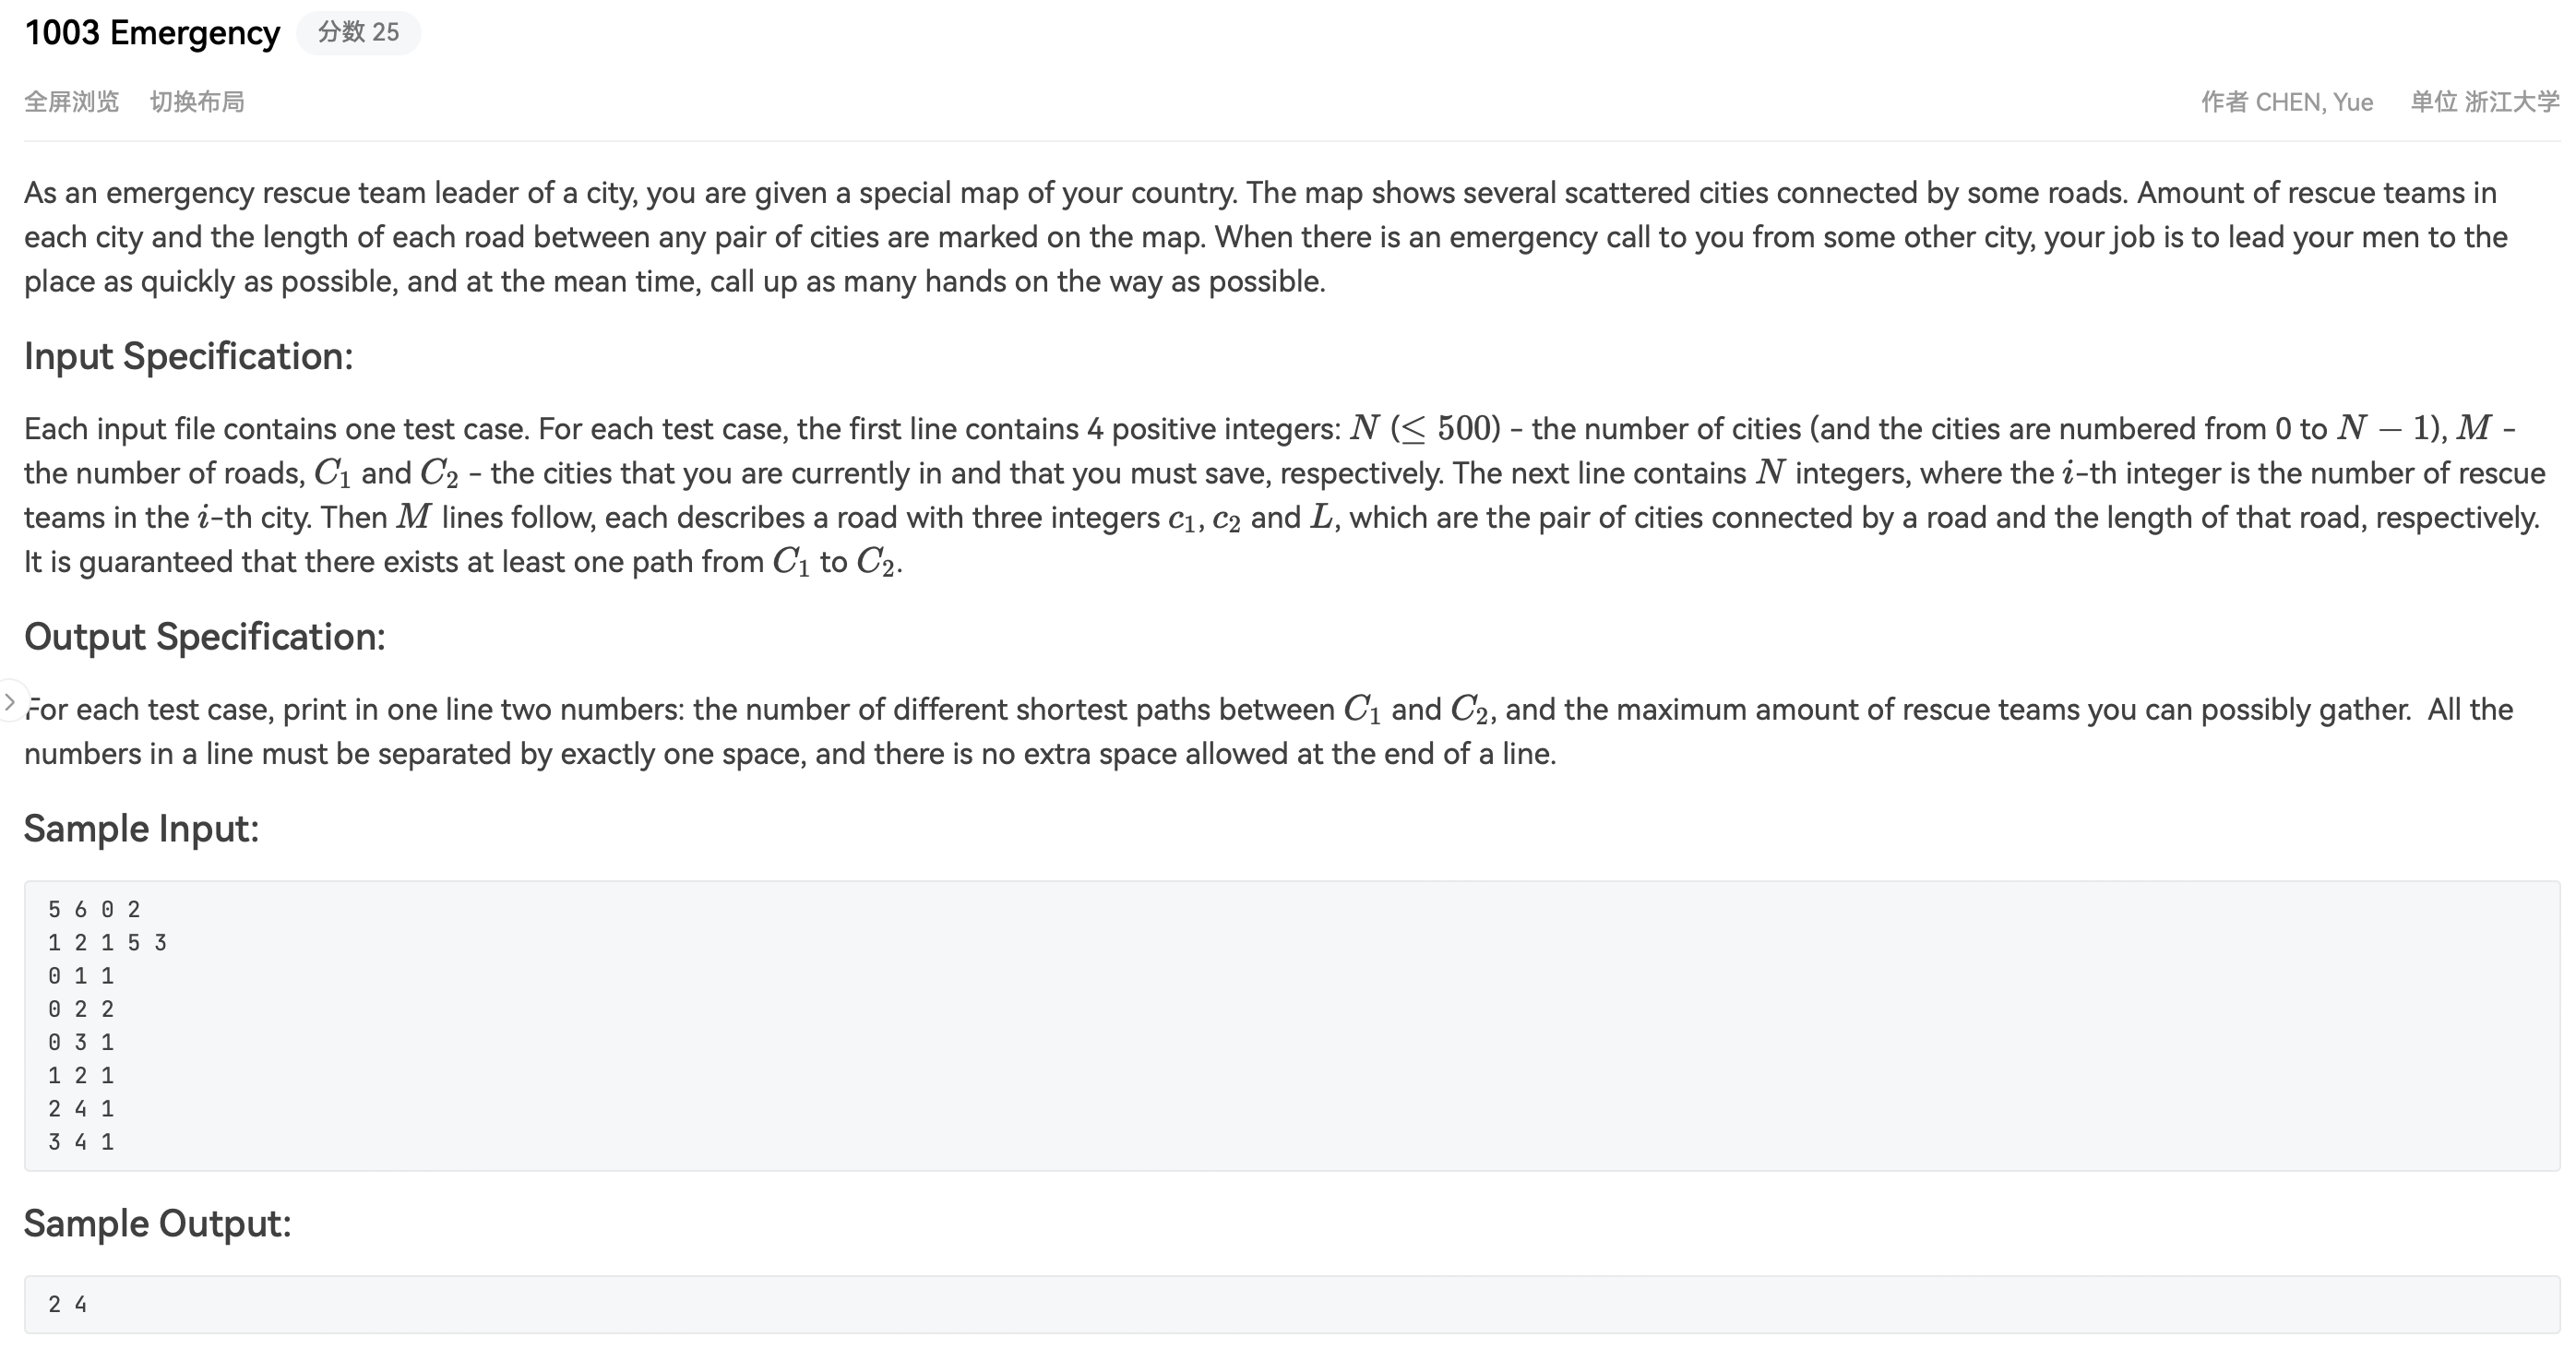 1003 Emergency 分数 25
全屏浏览 切换布局 作者 CHEN, Yue 单位 浙江大学
As an emergency rescue team leader of a city, you are given a special map of your country. The map shows several scattered cities connected by some roads. Amount of rescue teams in
each city and the length of each road between any pair of cities are marked on the map. When there is an emergency call to you from some other city, your job is to lead your men to the
place as quickly as possible, and at the mean time, call up as many hands on the way as possible.
Input Specification:
Each input file contains one test case. For each test case, the first line contains 4 positive integers: N (≤ 500) - the number of cities (and the cities are numbered from 0 to N − 1), M -
the number of roads, C₁ and C₂ - the cities that you are currently in and that you must save, respectively. The next line contains N integers, where the i-th integer is the number of rescue
teams in the i-th city. Then M lines follow, each describes a road with three integers c₁, c₂ and L, which are the pair of cities connected by a road and the length of that road, respectively.
It is guaranteed that there exists at least one path from C₁ to C₂.
Output Specification:
For each test case, print in one line two numbers: the number of different shortest paths between C₁ and C₂, and the maximum amount of rescue teams you can possibly gather. All the
numbers in a line must be separated by exactly one space, and there is no extra space allowed at the end of a line.
Sample Input:
5 6 0 2
1 2 1 5 3
0 1 1
0 2 2
0 3 1
1 2 1
2 4 1
3 4 1
Sample Output:
2 4